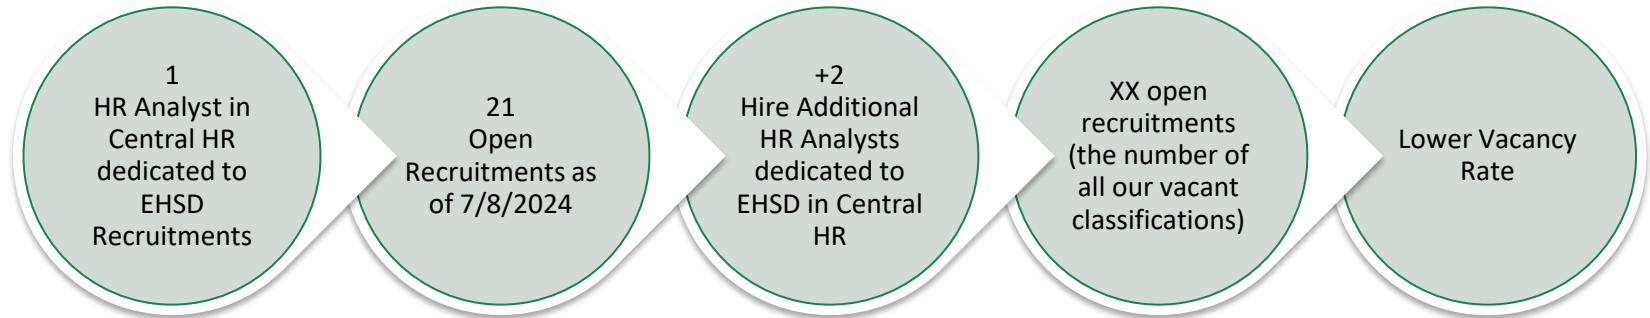 1
HR Analyst in
Central HR
dedicated to
EHSD
Recruitments
21
Open
Recruitments as
of 7/8/2024
+2
Hire Additional
HR Analysts
dedicated to
EHSD in Central
HR
XX open
recruitments
(the number of
all our vacant
classifications)
Lower Vacancy
Rate